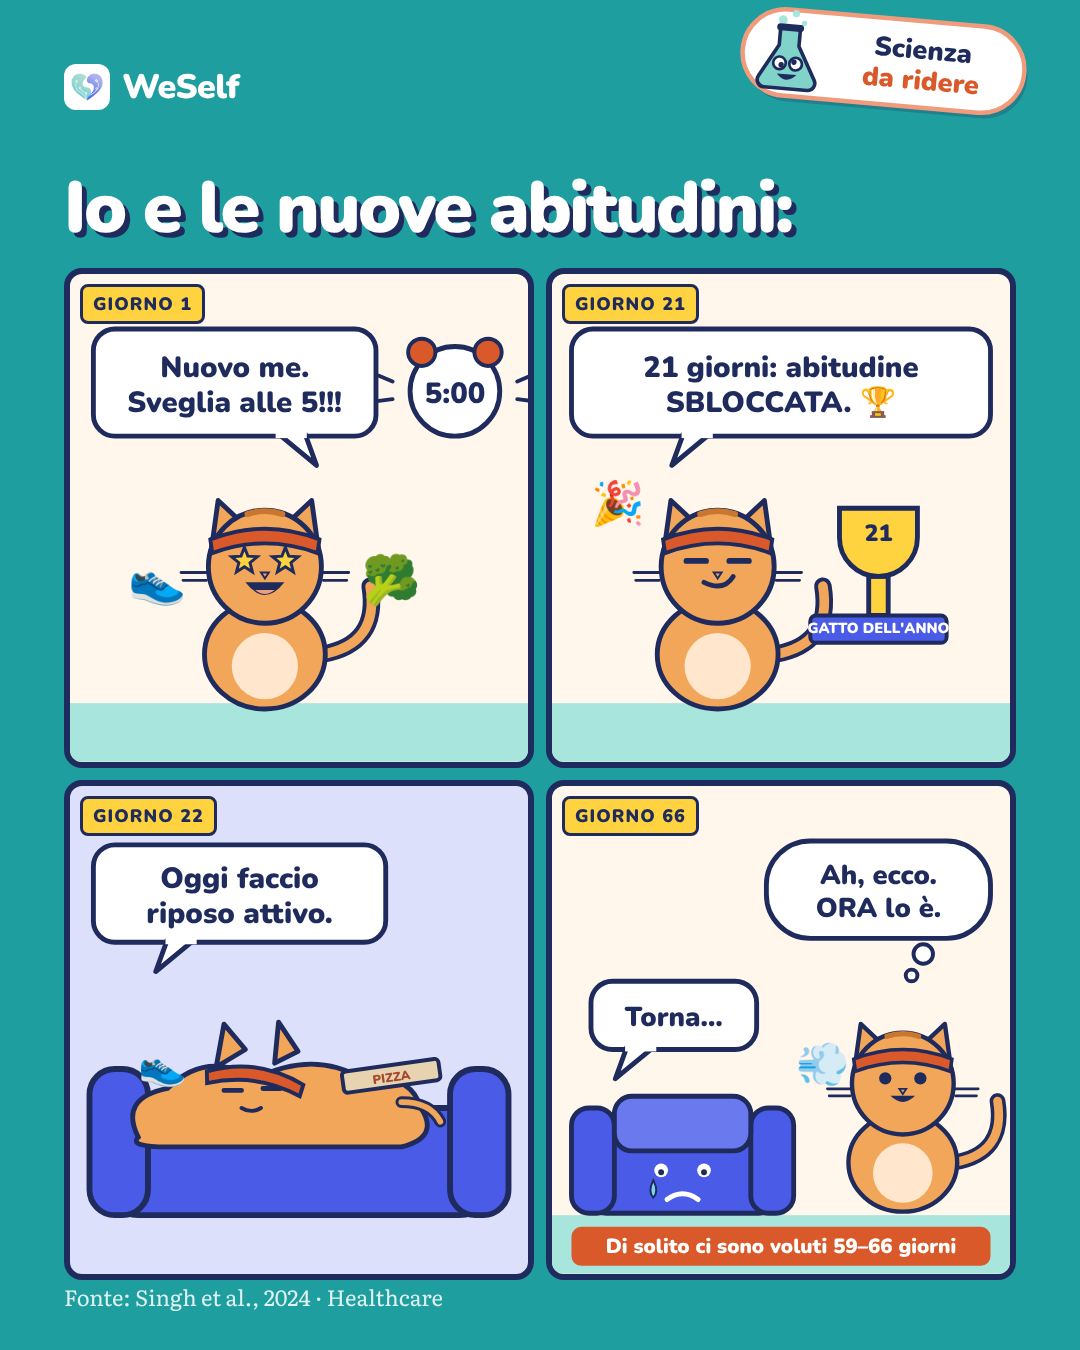 WeSelf
Scienza
da ridere
Io e le nuove abitudini:
GIORNO 1
Nuovo me.
Sveglia alle 5!!!
5:00
GIORNO 21
21 giorni: abitudine
SBLOCCATA. 🏆
21
GATTO DELL'ANNO
GIORNO 22
Oggi faccio
riposo attivo.
PIZZA
GIORNO 66
Ah, ecco.
ORA lo è.
Torna...
Di solito ci sono voluti 59–66 giorni
Fonte: Singh et al., 2024 · Healthcare